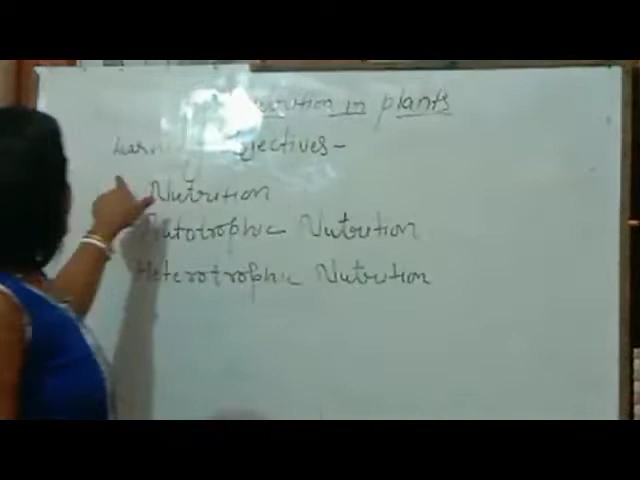 Nutrition in plants
Learning Objectives -
Nutrition
Autotrophic Nutrition
Heterotrophic Nutrition